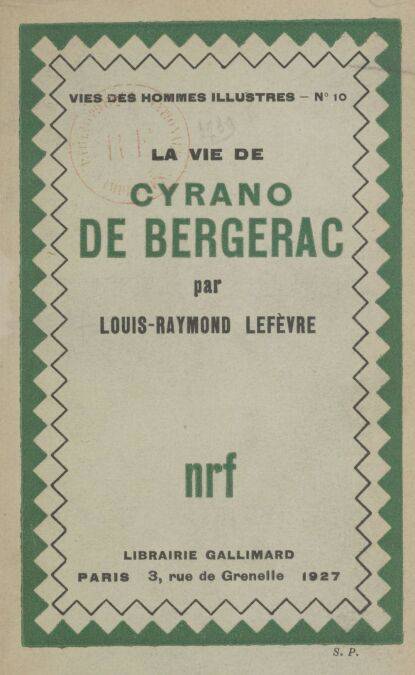 VIES DES HOMMES ILLUSTRES — N° 10
LA VIE DE
CYRANO
DE BERGERAC
par
LOUIS-RAYMOND LEFÈVRE
nrf
LIBRAIRIE GALLIMARD
PARIS 3, rue de Grenelle 1927
S. P.